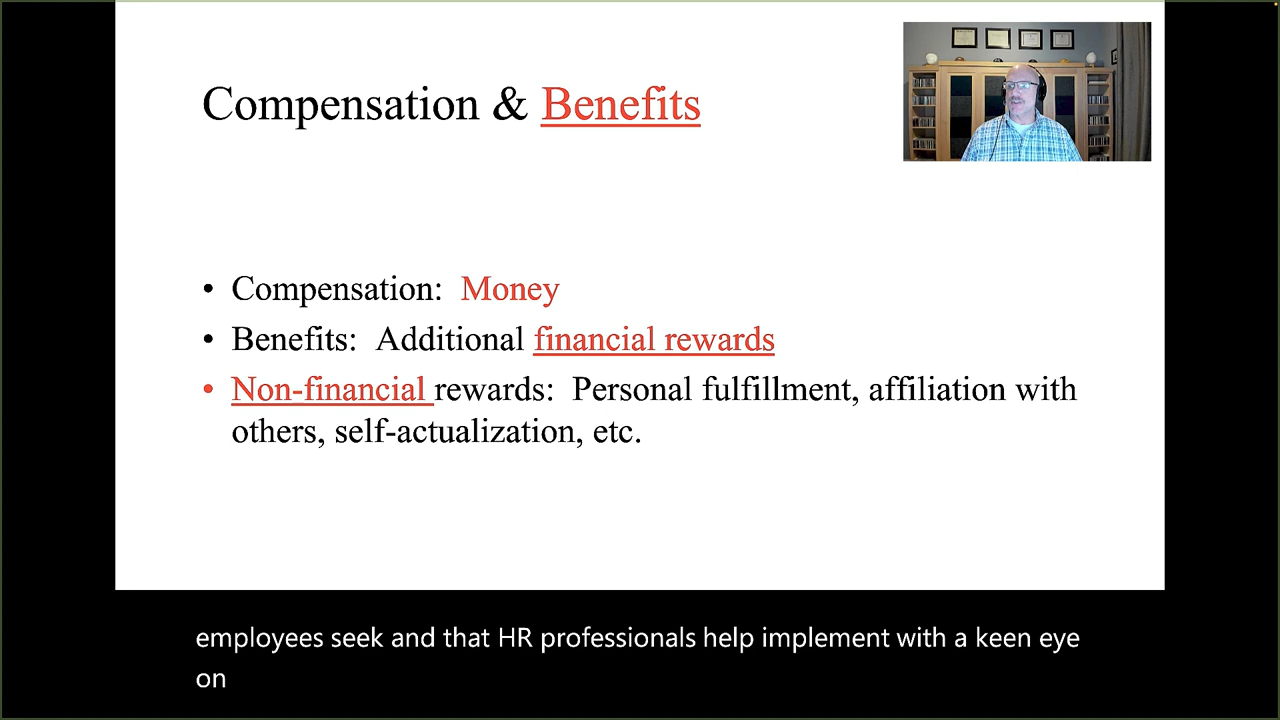 Compensation & Benefits
• Compensation: Money
• Benefits: Additional financial rewards
• Non-financial rewards: Personal fulfillment, affiliation with
others, self-actualization, etc.
employees seek and that HR professionals help implement with a keen eye
on